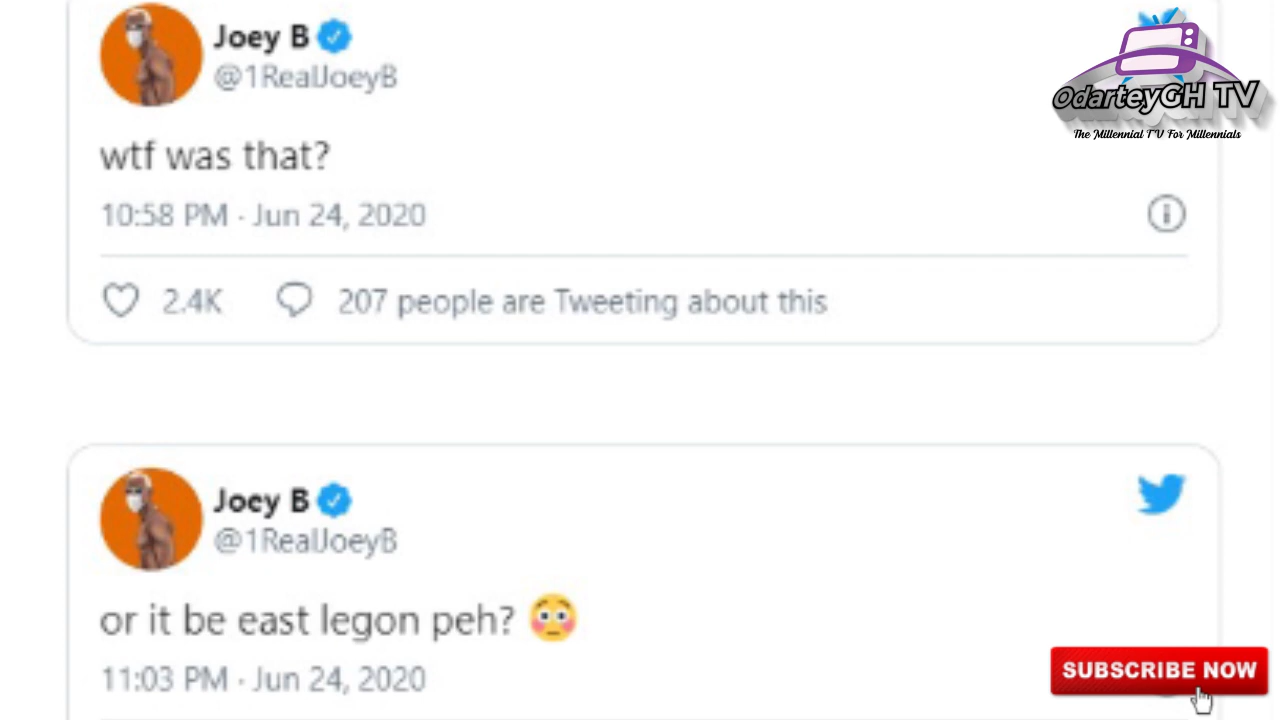 Joey B
@1RealJoeyB
OdarteyGH TV
The Millennial TV For Millennials
wtf was that?
10:58 PM · Jun 24, 2020
2.4K 207 people are Tweeting about this
Joey B
@1RealJoeyB
or it be east legon peh? 😳
11:03 PM · Jun 24, 2020
SUBSCRIBE NOW